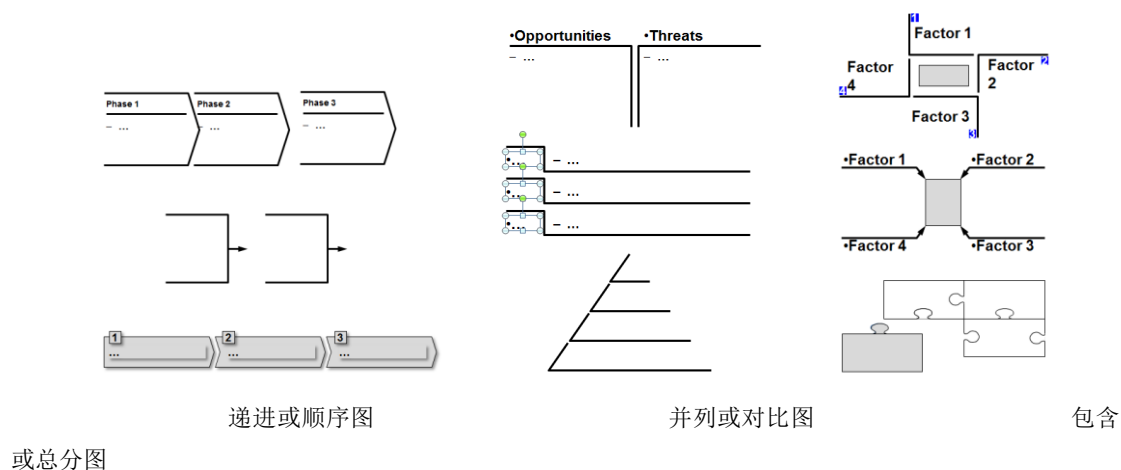 Phase 1
– ...
Phase 2
– ...
Phase 3
– ...
1
...
2
...
3
...
•Opportunities
– ...
•Threats
– ...
•...
– ...
•...
– ...
•...
– ...
1
Factor 1
Factor
2
2
Factor 3
3
Factor
4
4
•Factor 1
•Factor 2
•Factor 4
•Factor 3
递进或顺序图 并列或对比图 包含
或总分图